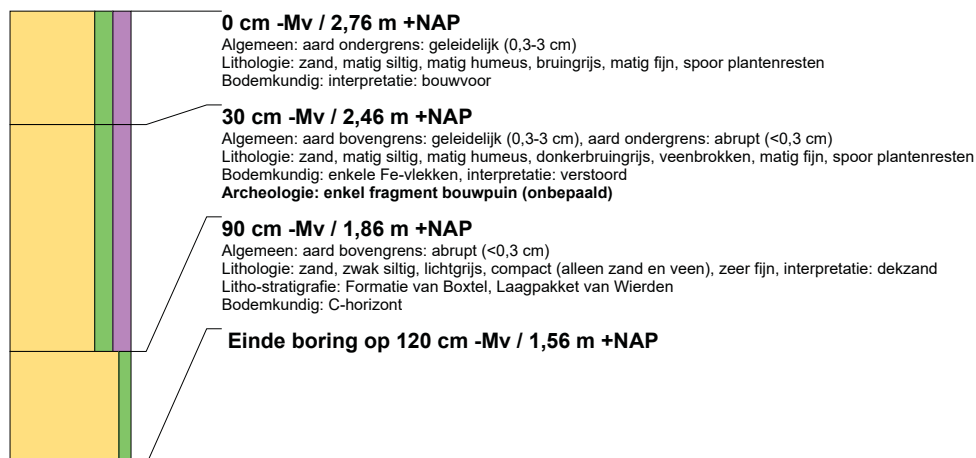 0 cm -Mv / 2,76 m +NAP
Algemeen: aard ondergrens: geleidelijk (0,3-3 cm)
Lithologie: zand, matig siltig, matig humeus, bruingrijs, matig fijn, spoor plantenresten
Bodemkundig: interpretatie: bouwvoor
30 cm -Mv / 2,46 m +NAP
Algemeen: aard bovengrens: geleidelijk (0,3-3 cm), aard ondergrens: abrupt (<0,3 cm)
Lithologie: zand, matig siltig, matig humeus, donkerbruingrijs, veenbrokken, matig fijn, spoor plantenresten
Bodemkundig: enkele Fe-vlekken, interpretatie: verstoord
Archeologie: enkel fragment bouwpuin (onbepaald)
90 cm -Mv / 1,86 m +NAP
Algemeen: aard bovengrens: abrupt (<0,3 cm)
Lithologie: zand, zwak siltig, lichtgrijs, compact (alleen zand en veen), zeer fijn, interpretatie: dekzand
Litho-stratigrafie: Formatie van Boxtel, Laagpakket van Wierden
Bodemkundig: C-horizont
Einde boring op 120 cm -Mv / 1,56 m +NAP